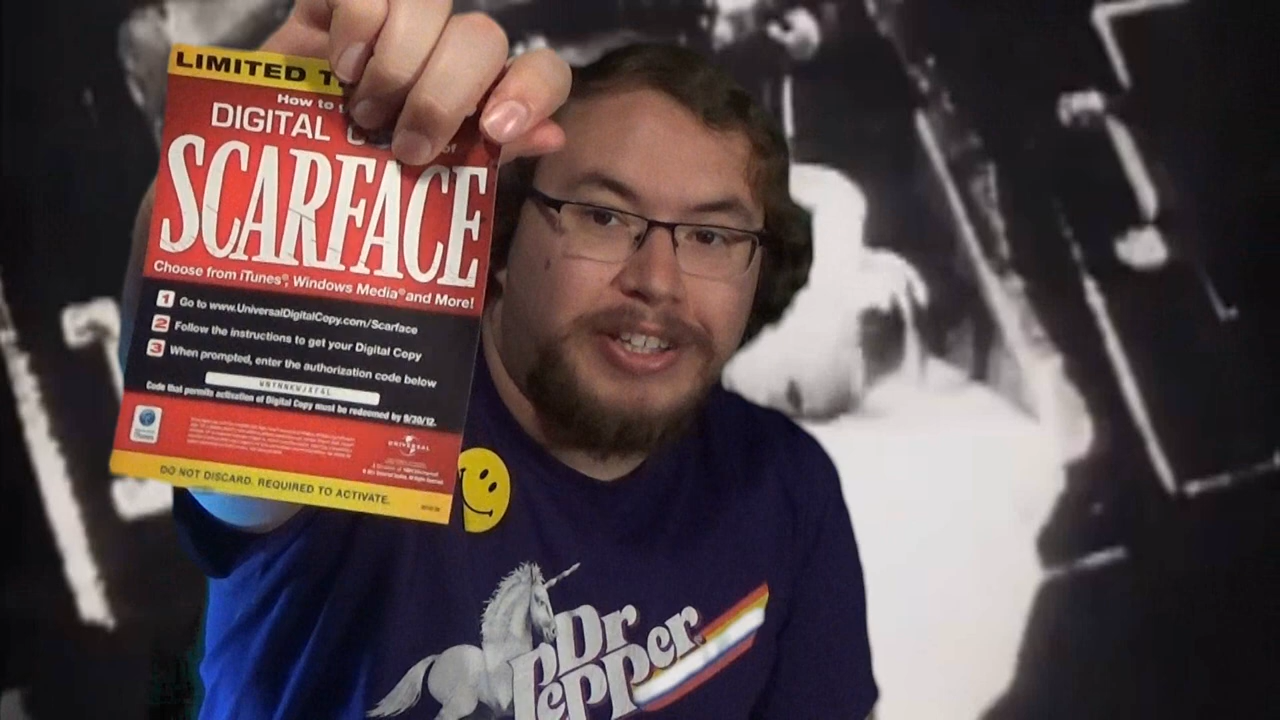 LIMITED T
How to g
DIGITAL C of
SCARFACE
Choose from iTunes®, Windows Media® and More!
1 Go to www.UniversalDigitalCopy.com/Scarface
2 Follow the instructions to get your Digital Copy
3 When prompted, enter the authorization code below
Code that permits activation of Digital Copy must be redeemed by 9/30/12.
UNIVERSAL
DO NOT DISCARD. REQUIRED TO ACTIVATE.
Dr
Pepper